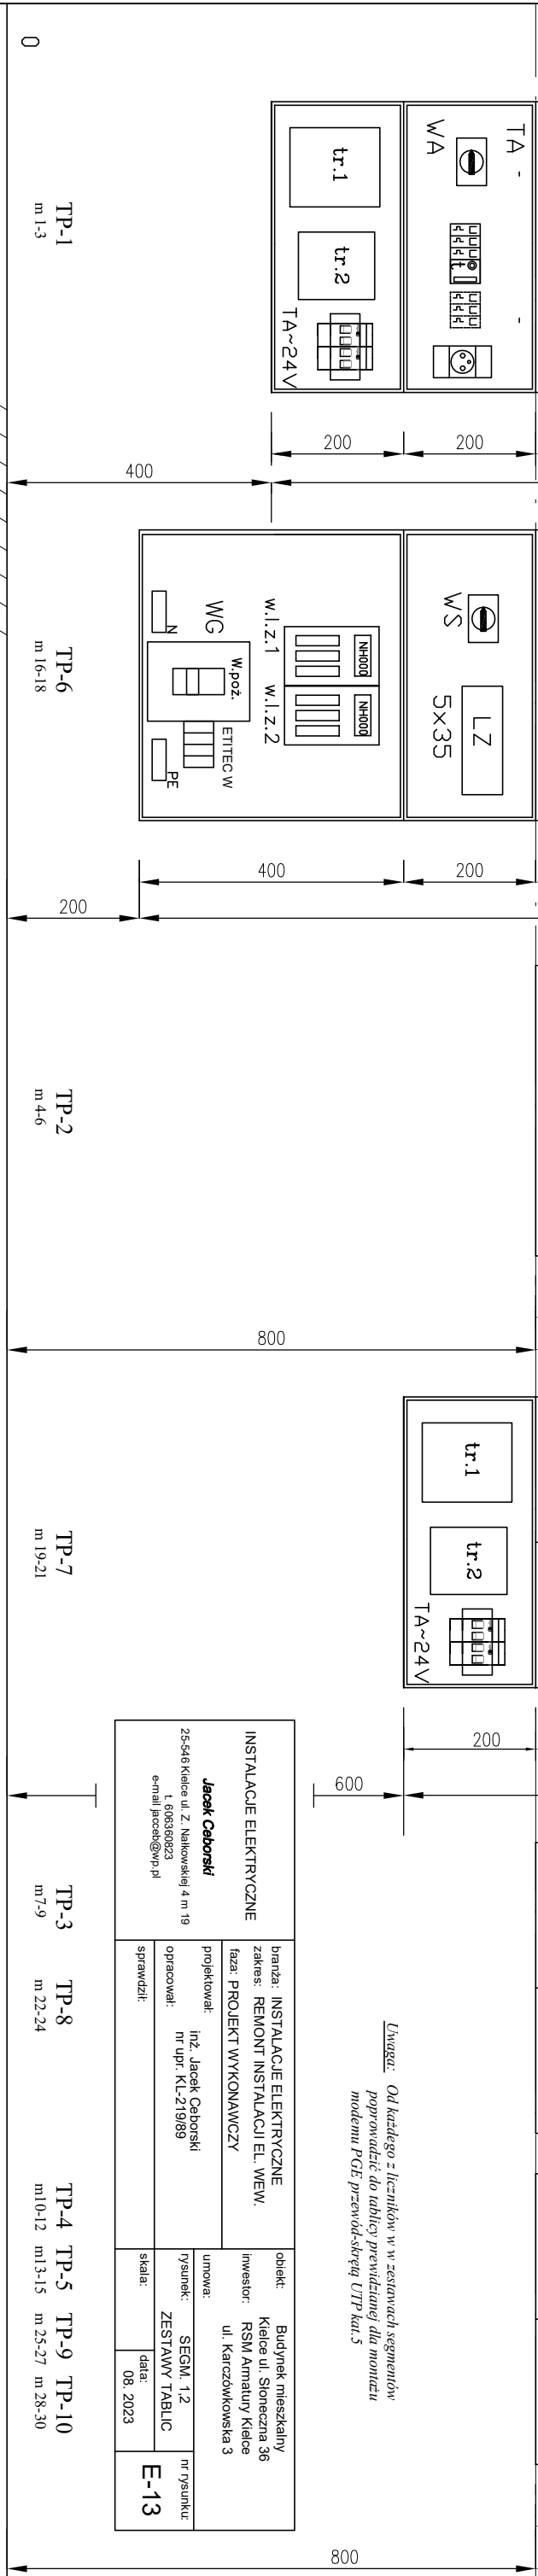 0
TA - -
WA
t.
tr.1
tr.2
TA~24V
200
200
400
TP-1
m 1-3
WS
LZ
5x35
NH000
NH000
w.l.z.1
w.l.z.2
WG
W.poż.
ETITEC W
N
PE
200
400
200
TP-6
m 16-18
800
TP-2
m 4-6
tr.1
tr.2
TA~24V
200
600
TP-7
m 19-21
Uwaga: Od każdego z liczników w w zestawach segmentów
poprowadzić do tablicy prewidzianej dla montażu
modemu PGE przewód-skrętą UTP kat.5
INSTALACJE ELEKTRYCZNE
Jacek Ceborski
25-546 Kielce ul. Z. Nałkowskiej 4 m 19
t. 606360823
e-mail jacceb@wp.pl
branża: INSTALACJE ELEKTRYCZNE
zakres: REMONT INSTALACJI EL. WEW.
faza: PROJEKT WYKONAWCZY
projektował: inż. Jacek Ceborski
nr upr. KL-219/89
opracował:
sprawdził:
obiekt: Budynek mieszkalny
Kielce ul. Słoneczna 36
inwestor: RSM Armatury Kielce
ul. Karczówkowska 3
umowa:
rysunek: SEGM. 1,2
ZESTAWY TABLIC
skala:
data:
08. 2023
nr rysunku:
E-13
800
TP-3
m7-9
TP-8
m 22-24
TP-4
m10-12
TP-5
m13-15
TP-9
m 25-27
TP-10
m 28-30